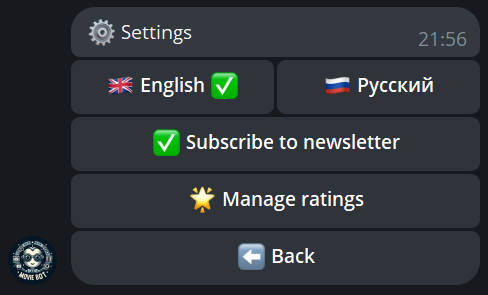 Settings
21:56
English
Русский
Subscribe to newsletter
Manage ratings
Back
MOVIE BOT